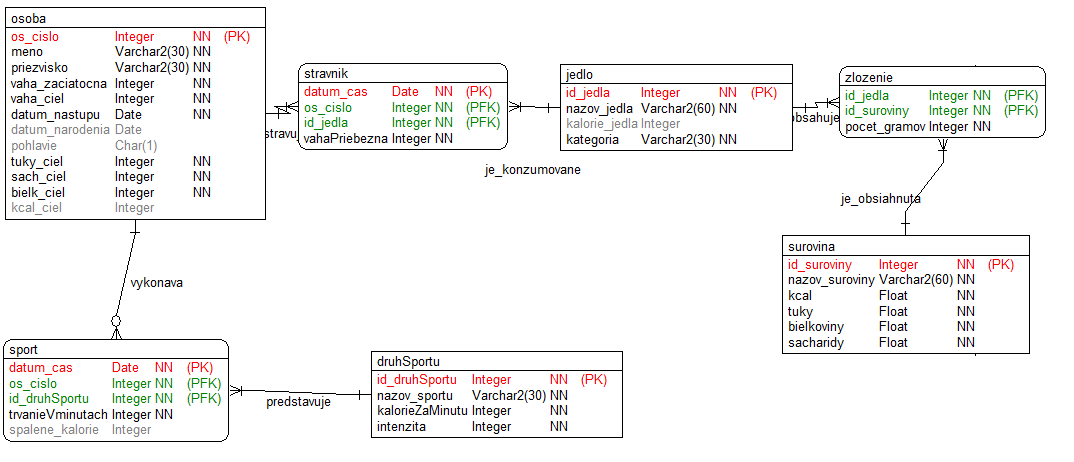 osoba
os_cislo Integer NN (PK)
meno Varchar2(30) NN
priezvisko Varchar2(30) NN
vaha_zaciatocna Integer NN
vaha_ciel Integer NN
datum_nastupu Date NN
datum_narodenia Date
pohlavie Char(1)
tuky_ciel Integer NN
sach_ciel Integer NN
bielk_ciel Integer NN
kcal_ciel Integer
stravu
stravnik
datum_cas Date NN (PK)
os_cislo Integer NN (PFK)
id_jedla Integer NN (PFK)
vahaPriebezna Integer NN
je_konzumovane
jedlo
id_jedla Integer NN (PK)
nazov_jedla Varchar2(60) NN
kalorie_jedla Integer
kategoria Varchar2(30) NN
obsahuje
zlozenie
id_jedla Integer NN (PFK)
id_suroviny Integer NN (PFK)
pocet_gramov Integer NN
je_obsiahnuta
surovina
id_suroviny Integer NN (PK)
nazov_suroviny Varchar2(60) NN
kcal Float NN
tuky Float NN
bielkoviny Float NN
sacharidy Float NN
vykonava
sport
datum_cas Date NN (PK)
os_cislo Integer NN (PFK)
id_druhSportu Integer NN (PFK)
trvanieVminutach Integer NN
spalene_kalorie Integer
predstavuje
druhSportu
id_druhSportu Integer NN (PK)
nazov_sportu Varchar2(30) NN
kalorieZaMinutu Integer NN
intenzita Integer NN